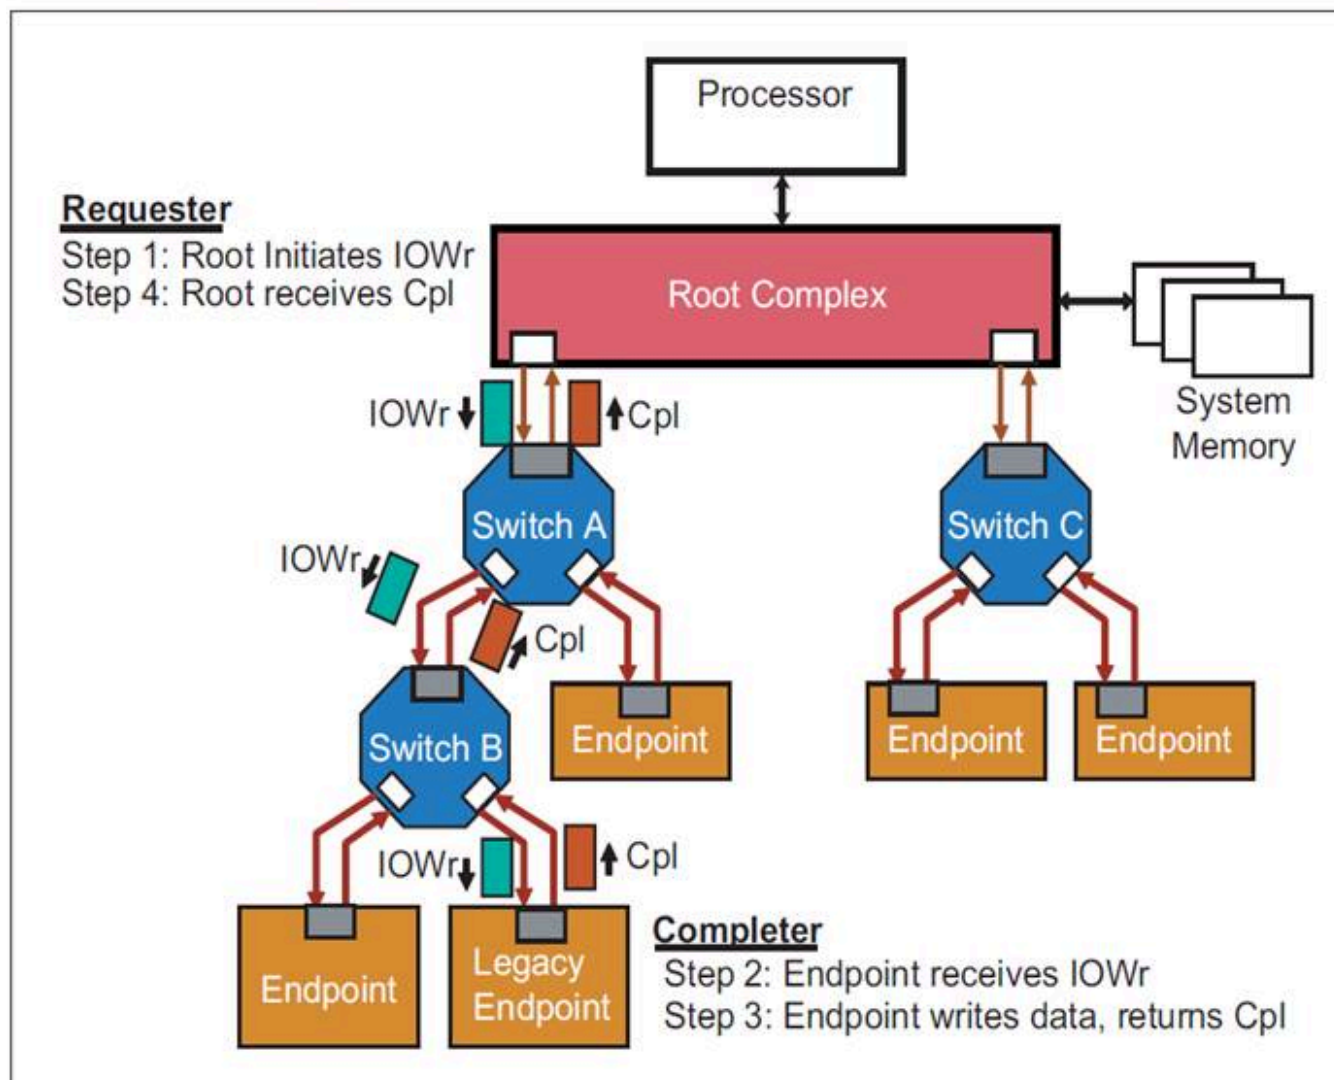 Processor
Requester
Step 1: Root Initiates IOWr
Step 4: Root receives Cpl
Root Complex
System
Memory
IOWr
Cpl
Switch A
Switch C
IOWr
Cpl
Switch B
Endpoint
Endpoint
Endpoint
IOWr
Cpl
Endpoint
Legacy
Endpoint
Completer
Step 2: Endpoint receives IOWr
Step 3: Endpoint writes data, returns Cpl